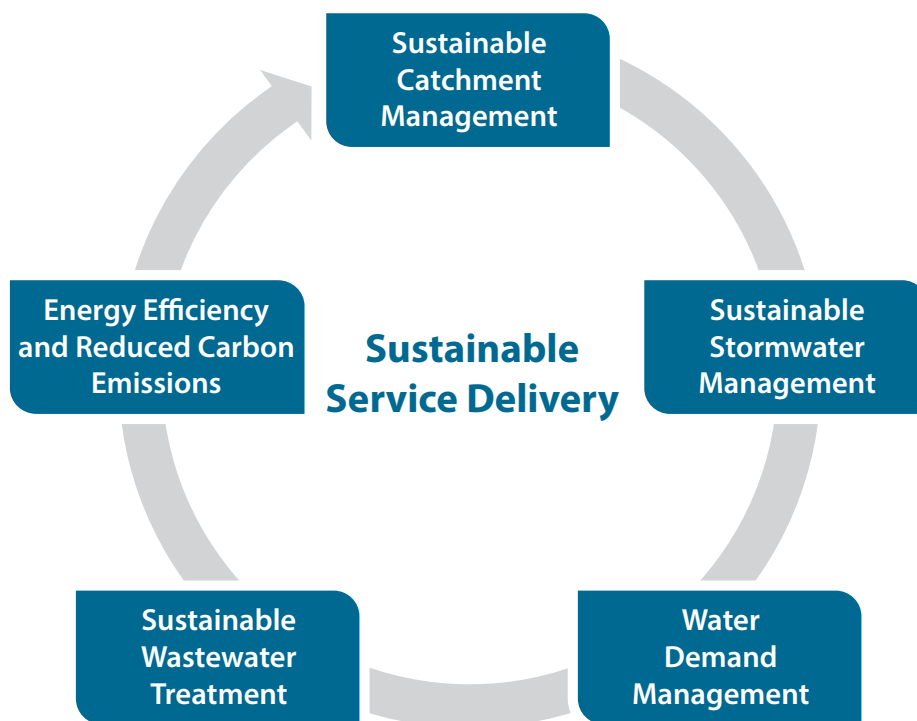 Sustainable
Catchment
Management
Energy Efficiency
and Reduced Carbon
Emissions
Sustainable
Service Delivery
Sustainable
Stormwater
Management
Sustainable
Wastewater
Treatment
Water
Demand
Management